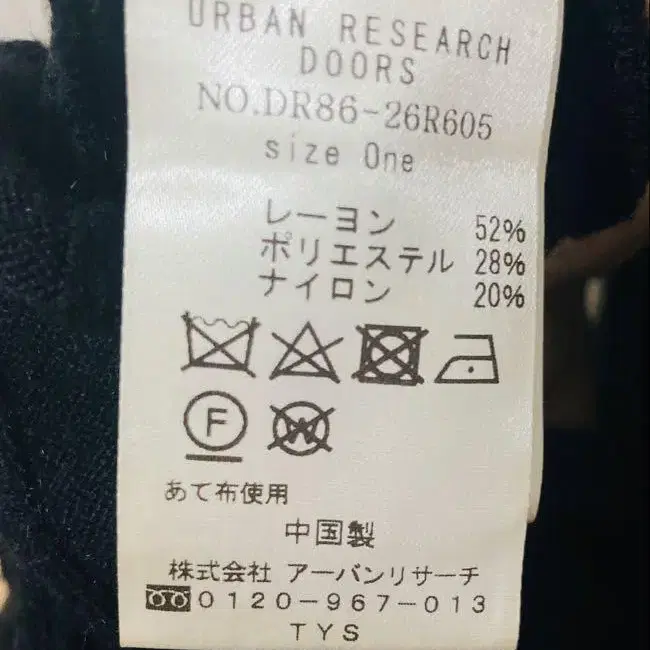 URBAN RESEARCH
DOORS
NO.DR86-26R605
size One
レーヨン 52%
ポリエステル 28%
ナイロン 20%
F
W
あて布使用
中国製
株式会社 アーバンリサーチ
0120-967-013
TYS